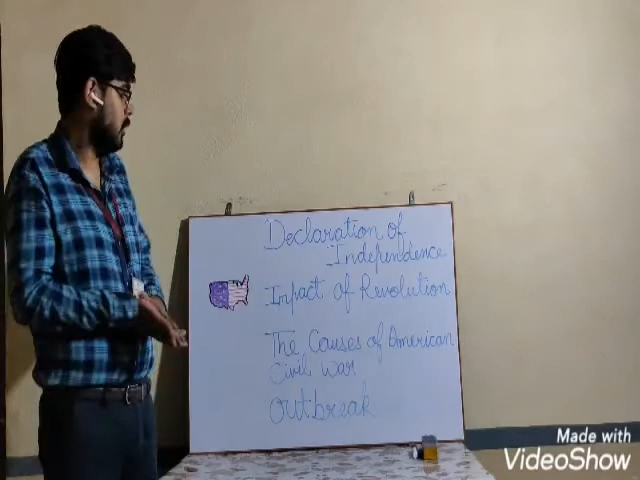 Declaration of
Independence
Impact of Revolution
The Causes of American
Civil war
Outbreak
Made with
VideoShow